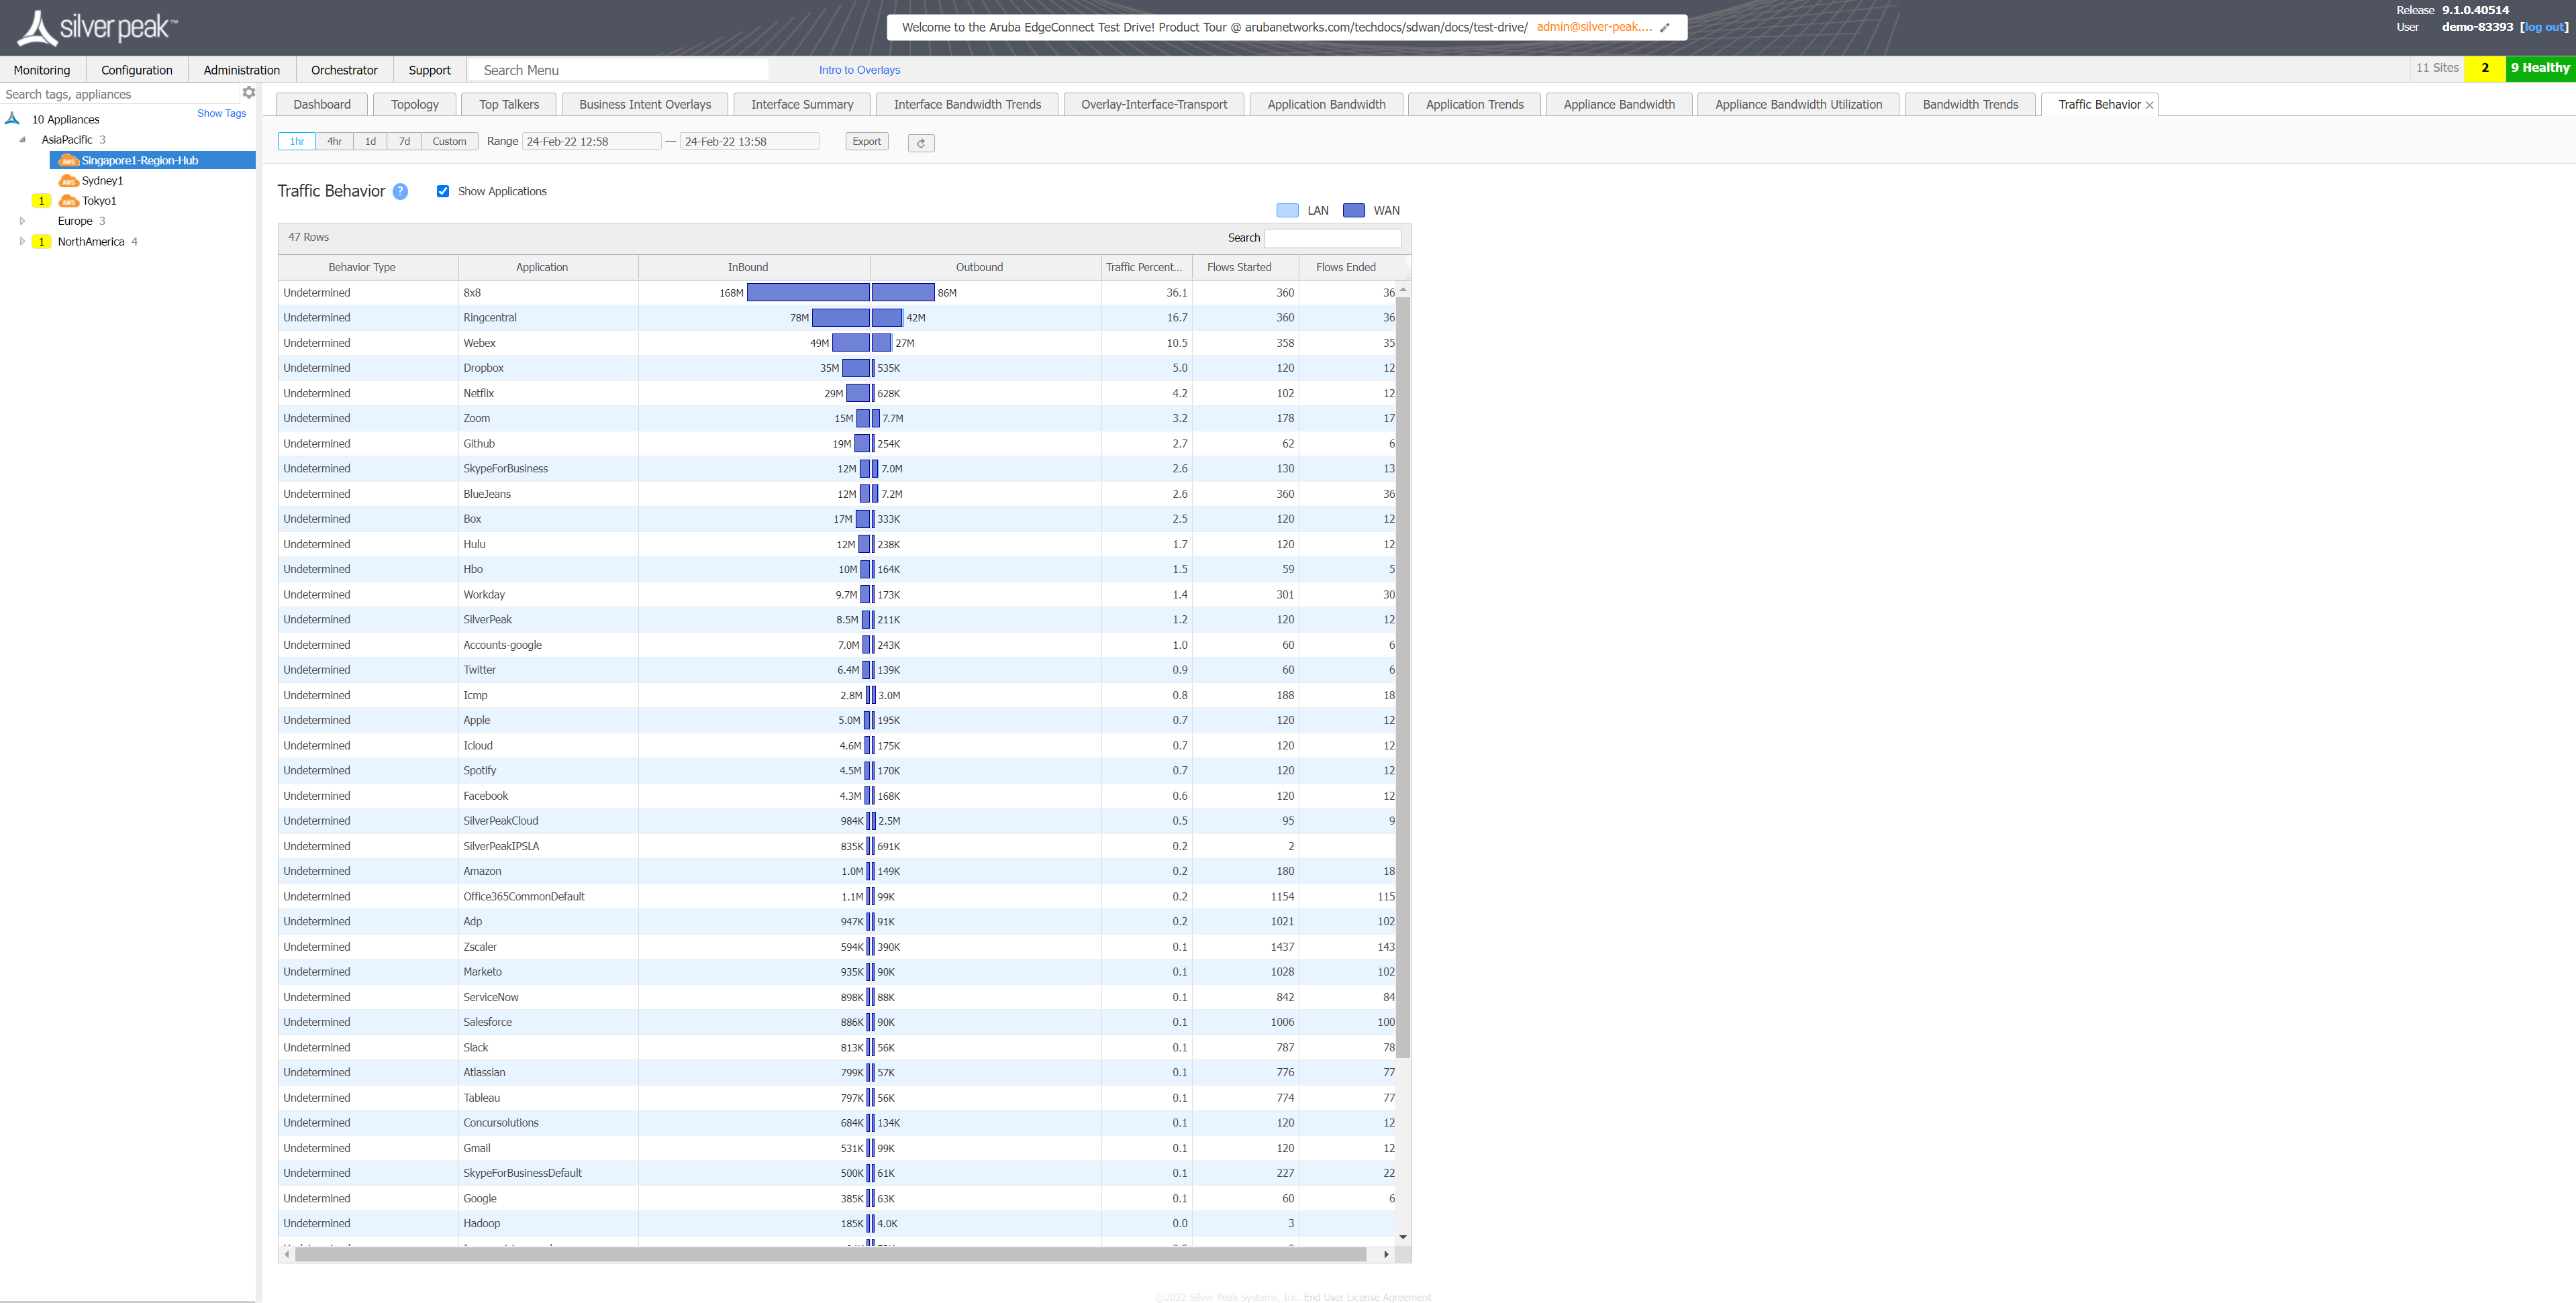 silver peak™
Welcome to the Aruba EdgeConnect Test Drive! Product Tour @ arubanetworks.com/techdocs/sdwan/docs/test-drive/ admin@silver-peak....
Release 9.1.0.40514
User demo-83393 [log out]
Monitoring Configuration Administration Orchestrator Support Search Menu Intro to Overlays 11 Sites 2 9 Healthy
Search tags, appliances
Show Tags
10 Appliances
AsiaPacific 3
aws Singapore1-Region-Hub
aws Sydney1
1 aws Tokyo1
Europe 3
1 NorthAmerica 4
Dashboard Topology Top Talkers Business Intent Overlays Interface Summary Interface Bandwidth Trends Overlay-Interface-Transport Application Bandwidth Application Trends Appliance Bandwidth Appliance Bandwidth Utilization Bandwidth Trends Traffic Behavior
1hr 4hr 1d 7d Custom Range 24-Feb-22 12:58 — 24-Feb-22 13:58 Export
Traffic Behavior ? Show Applications
LAN WAN
47 Rows Search
Behavior Type Application InBound Outbound Traffic Percent... Flows Started Flows Ended
Undetermined 8x8 168M 86M 36.1 360 36
Undetermined Ringcentral 78M 42M 16.7 360 36
Undetermined Webex 49M 27M 10.5 358 35
Undetermined Dropbox 35M 535K 5.0 120 12
Undetermined Netflix 29M 628K 4.2 102 12
Undetermined Zoom 15M 7.7M 3.2 178 17
Undetermined Github 19M 254K 2.7 62 6
Undetermined SkypeForBusiness 12M 7.0M 2.6 130 13
Undetermined BlueJeans 12M 7.2M 2.6 360 36
Undetermined Box 17M 333K 2.5 120 12
Undetermined Hulu 12M 238K 1.7 120 12
Undetermined Hbo 10M 164K 1.5 59 5
Undetermined Workday 9.7M 173K 1.4 301 30
Undetermined SilverPeak 8.5M 211K 1.2 120 12
Undetermined Accounts-google 7.0M 243K 1.0 60 6
Undetermined Twitter 6.4M 139K 0.9 60 6
Undetermined Icmp 2.8M 3.0M 0.8 188 18
Undetermined Apple 5.0M 195K 0.7 120 12
Undetermined Icloud 4.6M 175K 0.7 120 12
Undetermined Spotify 4.5M 170K 0.7 120 12
Undetermined Facebook 4.3M 168K 0.6 120 12
Undetermined SilverPeakCloud 984K 2.5M 0.5 95 9
Undetermined SilverPeakIPSLA 835K 691K 0.2 2
Undetermined Amazon 1.0M 149K 0.2 180 18
Undetermined Office365CommonDefault 1.1M 99K 0.2 1154 115
Undetermined Adp 947K 91K 0.2 1021 102
Undetermined Zscaler 594K 390K 0.1 1437 143
Undetermined Marketo 935K 90K 0.1 1028 102
Undetermined ServiceNow 898K 88K 0.1 842 84
Undetermined Salesforce 886K 90K 0.1 1006 100
Undetermined Slack 813K 56K 0.1 787 78
Undetermined Atlassian 799K 57K 0.1 776 77
Undetermined Tableau 797K 56K 0.1 774 77
Undetermined Concursolutions 684K 134K 0.1 120 12
Undetermined Gmail 531K 99K 0.1 120 12
Undetermined SkypeForBusinessDefault 500K 61K 0.1 227 22
Undetermined Google 385K 63K 0.1 60 6
Undetermined Hadoop 185K 4.0K 0.0 3
©2022 Silver Peak Systems, Inc. End User License Agreement